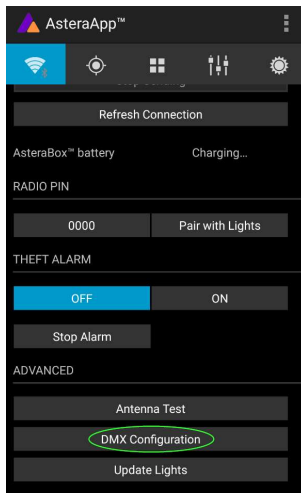 AsteraApp™
Refresh Connection
AsteraBox™ battery Charging...
RADIO PIN
0000 Pair with Lights
THEFT ALARM
OFF ON
Stop Alarm
ADVANCED
Antenna Test
DMX Configuration
Update Lights